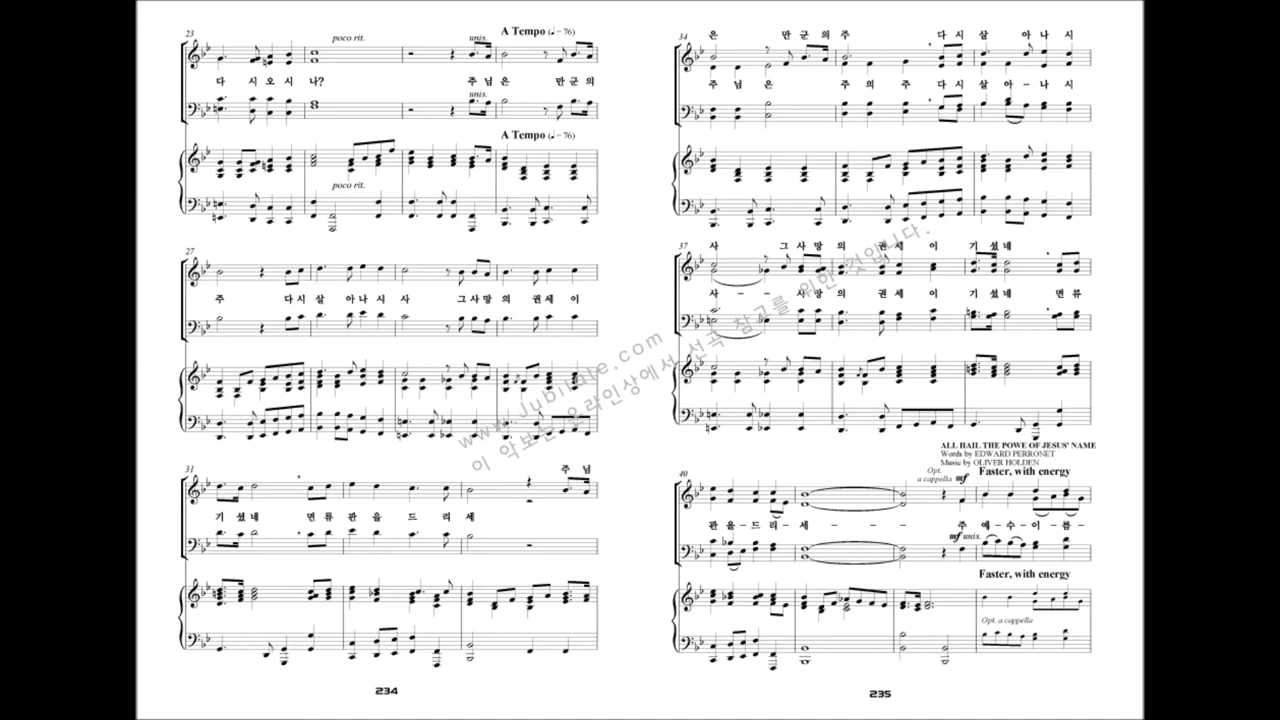 23
poco rit.
unis.
A Tempo (♩ = 76)
다 시 오 시 나? 주 님 은 만 군 의
unis.
A Tempo (♩ = 76)
poco rit.
27
주 다 시 살 아 나 시 사 그 사 망 의 권 세 이
31
주 님
기 셨 네 면 류 관 을 드 리 세
234
34
은 만 군 의 주 다 시 살 아 나 시
주 님 은 주 의 주 다 시 살 아 - 나 시
37
사 그 사 망 의 권 세 이 기 셨 네
사 - - 사 망 의 권 세 이 기 셨 네 면 류
ALL HAIL THE POWE OF JESUS' NAME
Words by EDWARD PERRONET
Music by OLIVER HOLDEN
40
Opt.
a cappella mf
Faster, with energy
관 을 - 드 - 리 - 세 - - - - 주 예 - 수 - 이 - 름 -
mf unis.
Faster, with energy
Opt. a cappella
235
www.Jubilate.com
이 악보는 온라인상에서 선곡 참고를 위한 것입니다.